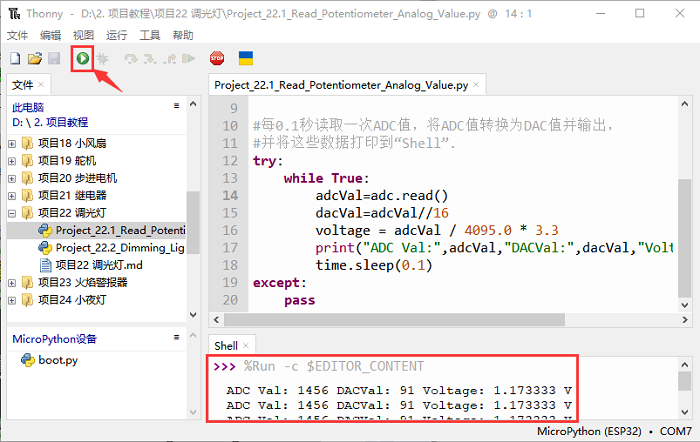 Thonny - D:\2. 项目教程\项目22 调光灯\Project_22.1_Read_Potentiometer_Analog_Value.py @ 14 : 1
文件 编辑 视图 运行 工具 帮助
STOP
文件 ×
此电脑
D: \ 2. 项目教程
项目18 小风扇
项目19 舵机
项目20 步进电机
项目21 继电器
项目22 调光灯
Project_22.1_Read_Potenti
Project_22.2_Dimming_Lig
项目22 调光灯.md
项目23 火焰警报器
项目24 小夜灯
MicroPython设备
boot.py
Project_22.1_Read_Potentiometer_Analog_Value.py ×
9
10 #每0.1秒读取一次ADC值，将ADC值转换为DAC值并输出，
11 #并将这些数据打印到“Shell”.
12 try:
13 while True:
14 adcVal=adc.read()
15 dacVal=adcVal//16
16 voltage = adcVal / 4095.0 * 3.3
17 print("ADC Val:",adcVal,"DACVal:",dacVal,"Volt
18 time.sleep(0.1)
19 except:
20 pass
Shell ×
>>> %Run -c $EDITOR_CONTENT
ADC Val: 1456 DACVal: 91 Voltage: 1.173333 V
ADC Val: 1456 DACVal: 91 Voltage: 1.173333 V
ADC Val: 1456 DACVal: 91 Voltage: 1.173333 V
MicroPython (ESP32) • COM7